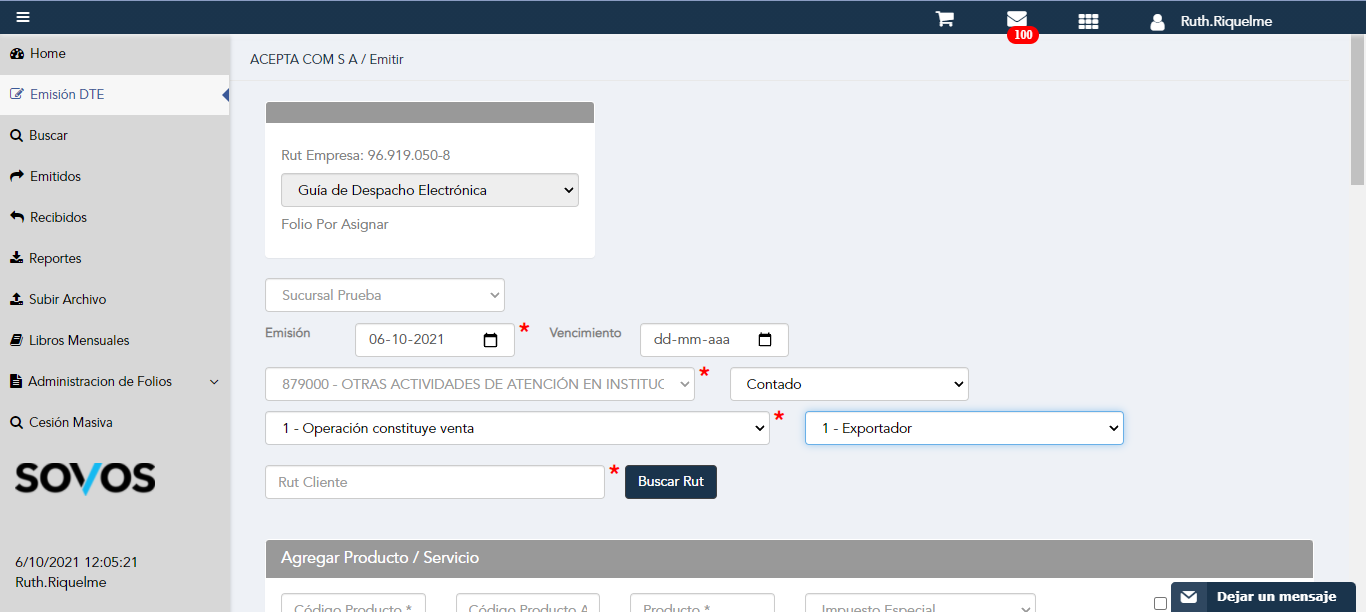 100
Ruth.Riquelme
Home
Emisión DTE
Buscar
Emitidos
Recibidos
Reportes
Subir Archivo
Libros Mensuales
Administracion de Folios
Cesión Masiva
SOVOS
6/10/2021 12:05:21
Ruth.Riquelme
ACEPTA COM S A / Emitir
Rut Empresa: 96.919.050-8
Guía de Despacho Electrónica
Folio Por Asignar
Sucursal Prueba
Emisión 06-10-2021 * Vencimiento dd-mm-aaa
879000 - OTRAS ACTIVIDADES DE ATENCIÓN EN INSTITUC * Contado
1 - Operación constituye venta * 1 - Exportador
Rut Cliente * Buscar Rut
Agregar Producto / Servicio
Código Producto * Código Producto A Producto * Impuesto Especial
Dejar un mensaje